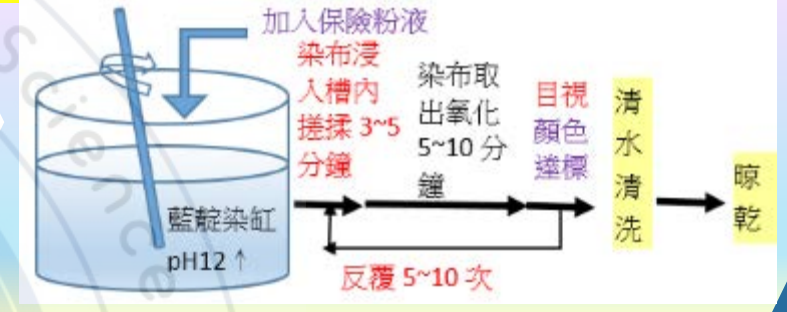 加入保險粉液
染布浸
入槽內
搓揉 3~5
分鐘
染布取
出氧化
5~10 分
鐘
目視
顏色
達標
清
水
清
洗
晾
乾
藍靛染缸
pH12↑
反覆 5~10 次
Science